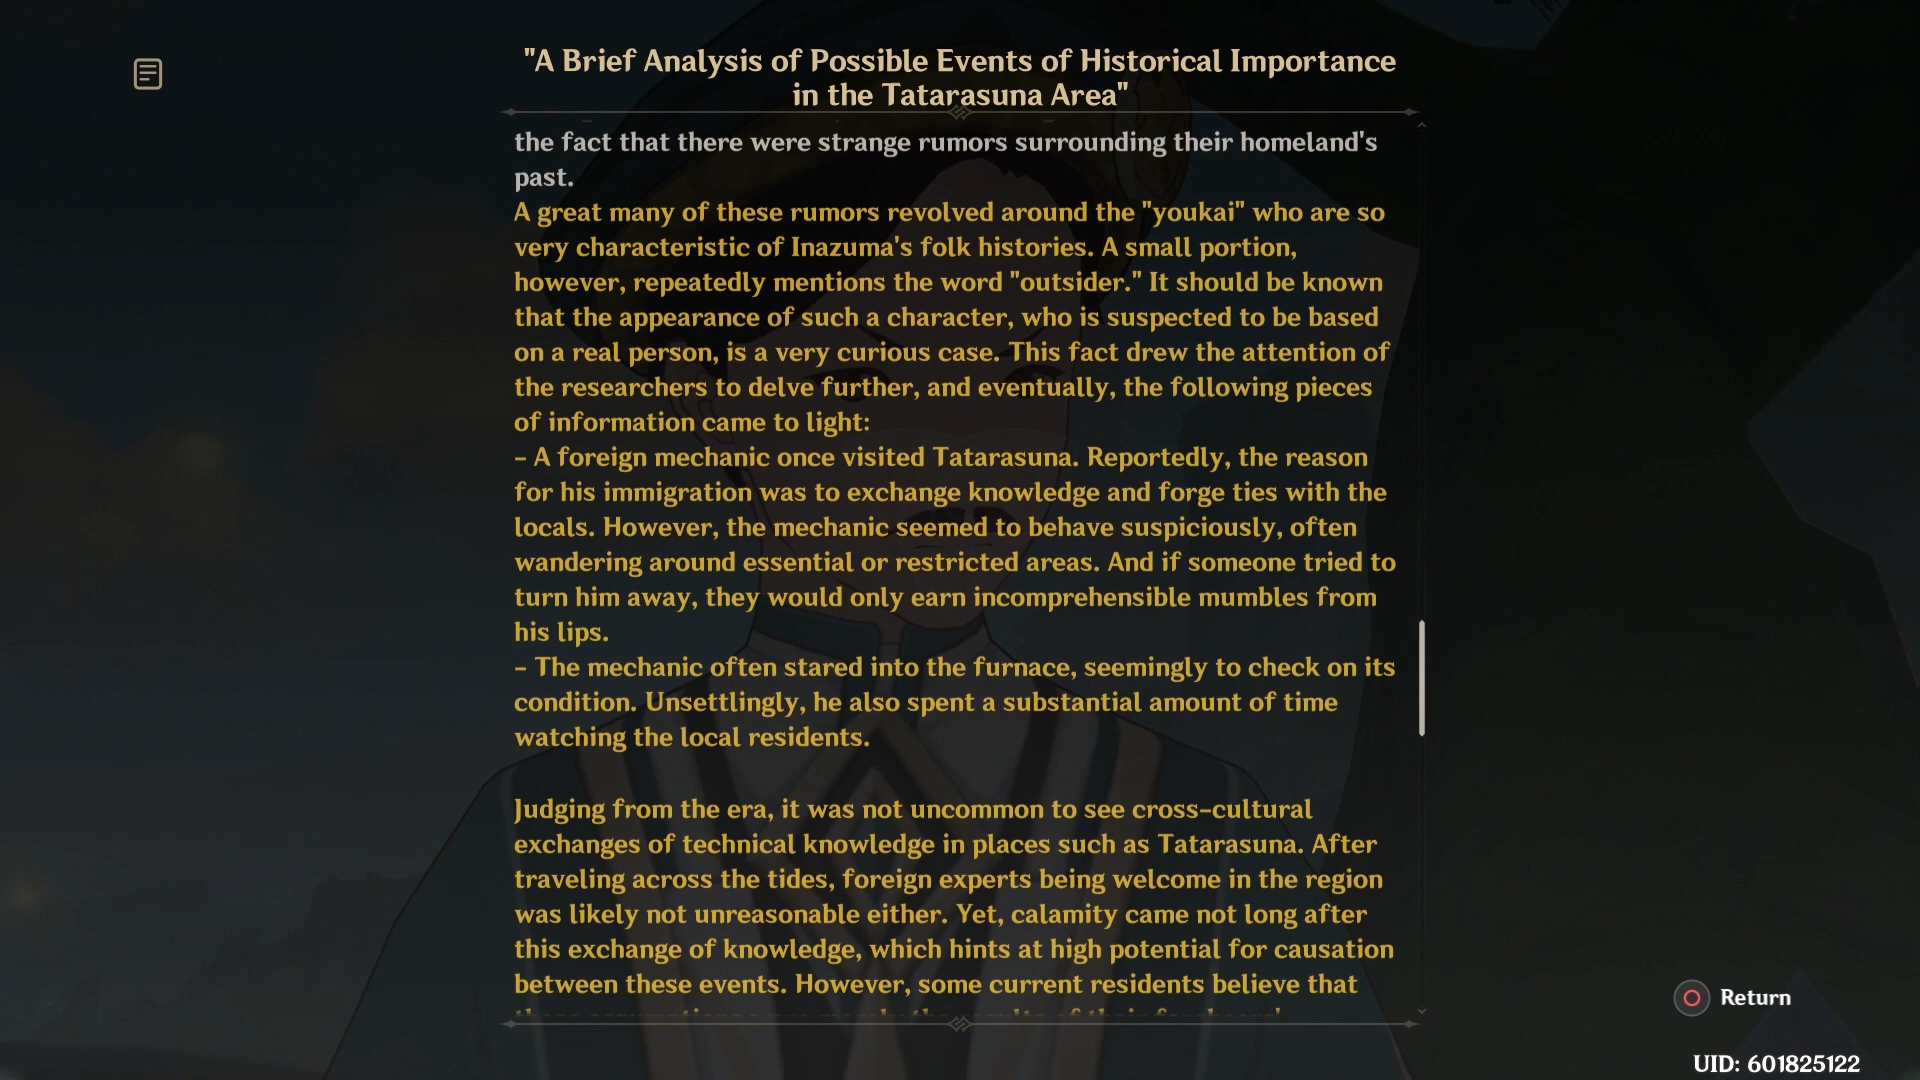 "A Brief Analysis of Possible Events of Historical Importance
in the Tatarasuna Area"
the fact that there were strange rumors surrounding their homeland's
past.
A great many of these rumors revolved around the "youkai" who are so
very characteristic of Inazuma's folk histories. A small portion,
however, repeatedly mentions the word "outsider." It should be known
that the appearance of such a character, who is suspected to be based
on a real person, is a very curious case. This fact drew the attention of
the researchers to delve further, and eventually, the following pieces
of information came to light:
– A foreign mechanic once visited Tatarasuna. Reportedly, the reason
for his immigration was to exchange knowledge and forge ties with the
locals. However, the mechanic seemed to behave suspiciously, often
wandering around essential or restricted areas. And if someone tried to
turn him away, they would only earn incomprehensible mumbles from
his lips.
– The mechanic often stared into the furnace, seemingly to check on its
condition. Unsettlingly, he also spent a substantial amount of time
watching the local residents.
Judging from the era, it was not uncommon to see cross-cultural
exchanges of technical knowledge in places such as Tatarasuna. After
traveling across the tides, foreign experts being welcome in the region
was likely not unreasonable either. Yet, calamity came not long after
this exchange of knowledge, which hints at high potential for causation
between these events. However, some current residents believe that
Return
UID: 601825122